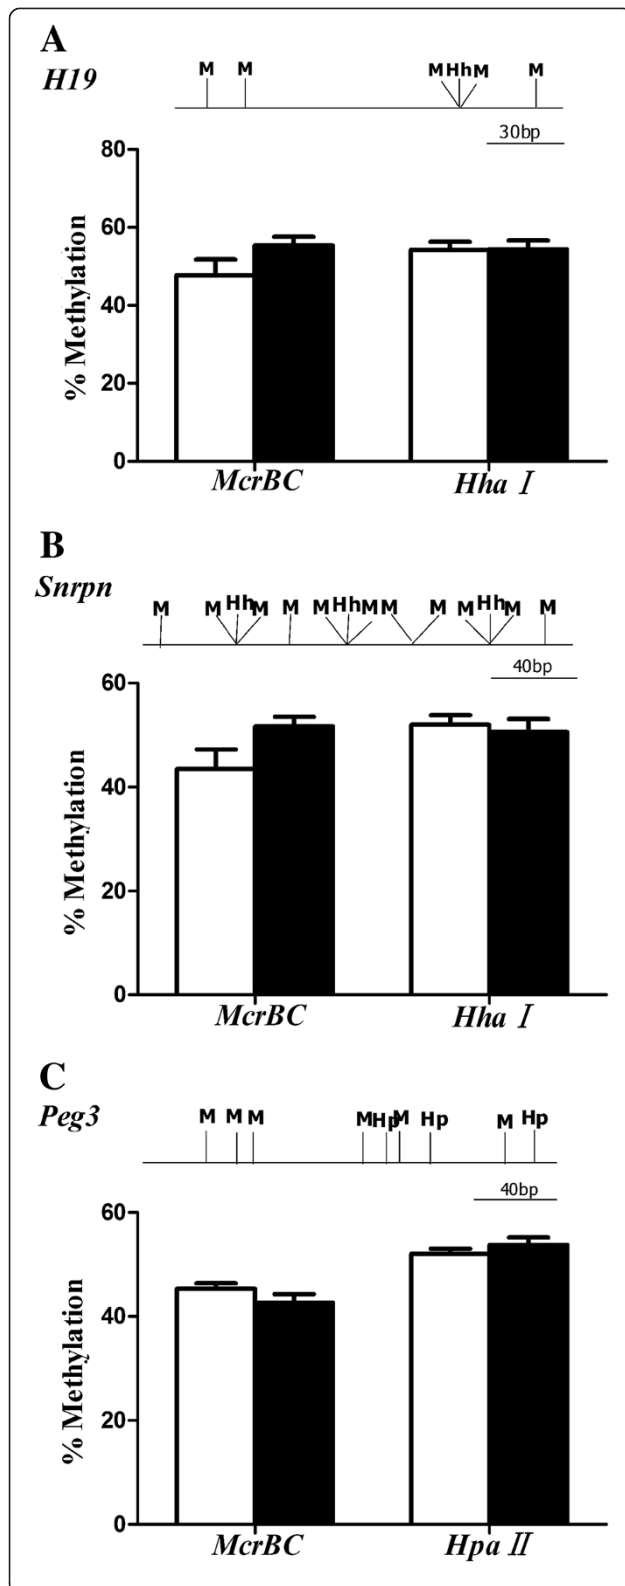 A
H19
M M M Hh M M
30bp
80
60
40
20
0
% Methylation
McrBC Hha I
B
Snrpn
M M Hh M M M Hh M M M M Hh M M
40bp
60
40
20
0
% Methylation
McrBC Hha I
C
Peg3
M M M M Hp M Hp M Hp
40bp
60
40
20
0
% Methylation
McrBC Hpa II